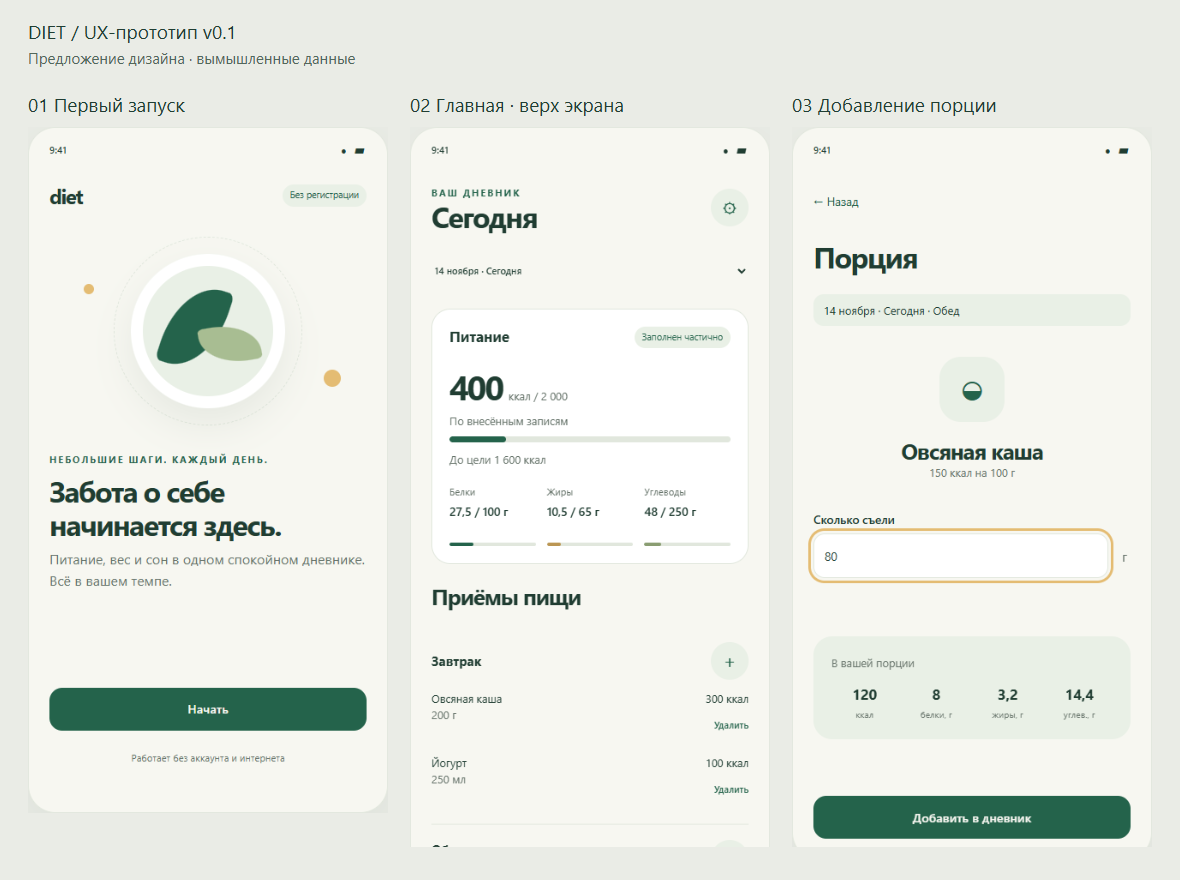 DIET / UX-прототип v0.1
Предложение дизайна · вымышленные данные
01 Первый запуск
9:41
diet
Без регистрации
НЕБОЛЬШИЕ ШАГИ. КАЖДЫЙ ДЕНЬ.
Забота о себе
начинается здесь.
Питание, вес и сон в одном спокойном дневнике.
Всё в вашем темпе.
Начать
Работает без аккаунта и интернета
02 Главная · верх экрана
9:41
ВАШ ДНЕВНИК
Сегодня
14 ноября · Сегодня
Питание
Заполнен частично
400 ккал / 2 000
По внесённым записям
До цели 1 600 ккал
Белки Жиры Углеводы
27,5 / 100 г 10,5 / 65 г 48 / 250 г
Приёмы пищи
Завтрак +
Овсяная каша 300 ккал
200 г
Удалить
Йогурт 100 ккал
250 мл
Удалить
03 Добавление порции
9:41
← Назад
Порция
14 ноября · Сегодня · Обед
Овсяная каша
150 ккал на 100 г
Сколько съели
80 г
В вашей порции
120 8 3,2 14,4
ккал белки, г жиры, г углев., г
Добавить в дневник